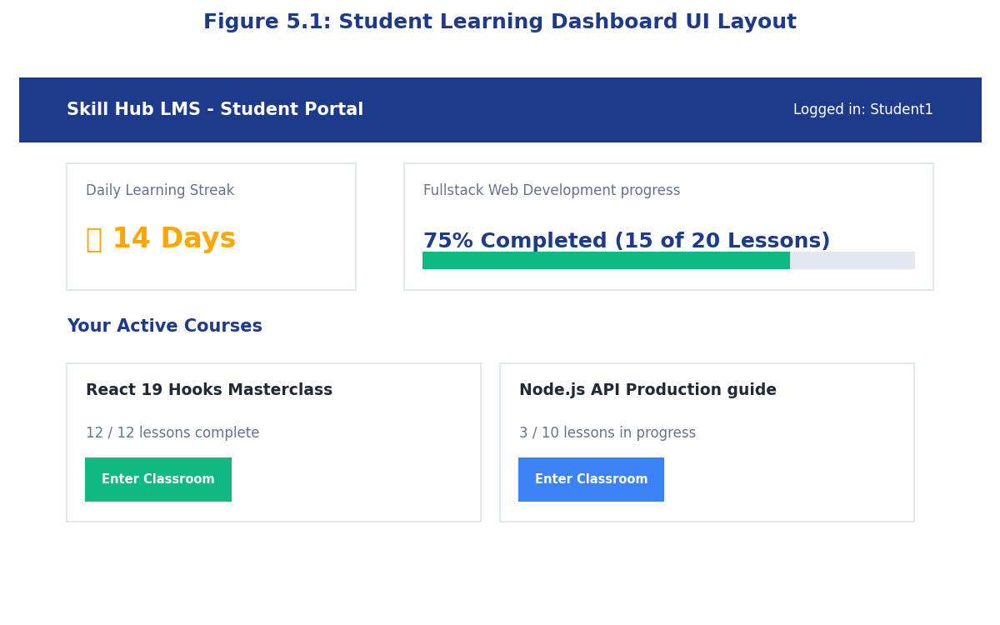 Figure 5.1: Student Learning Dashboard UI Layout
Skill Hub LMS - Student Portal
Logged in: Student1
Daily Learning Streak
14 Days
Fullstack Web Development progress
75% Completed (15 of 20 Lessons)
Your Active Courses
React 19 Hooks Masterclass
12 / 12 lessons complete
Enter Classroom
Node.js API Production guide
3 / 10 lessons in progress
Enter Classroom